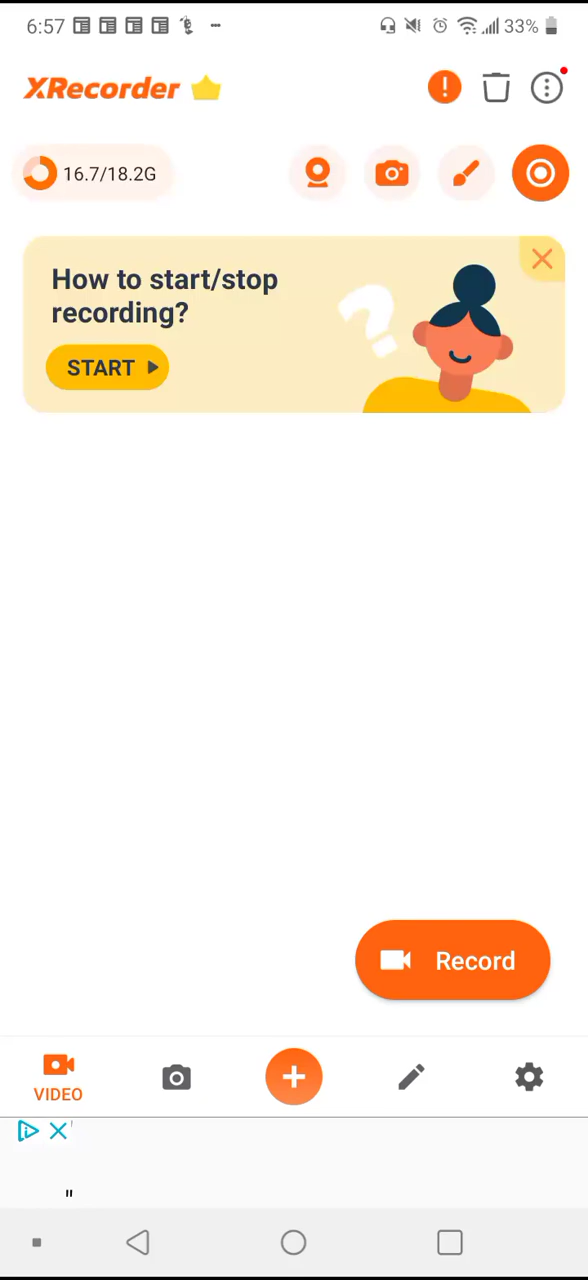 6:57 33%
XRecorder
16.7/18.2G
How to start/stop
recording?
START
Record
VIDEO
"